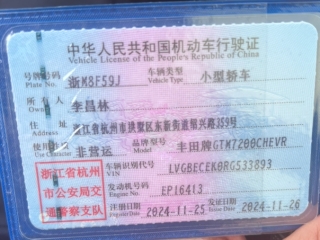 中华人民共和国机动车行驶证
Vehicle License of the People's Republic of China
号牌号码 Plate No. 浙M8F59J 车辆类型 Vehicle Type 小型轿车
所有人 Owner 李昌林
住址 Address 浙江省杭州市拱墅区东新街道裕兴路359号
使用性质 Use Character 非营运 品牌型号 Model 丰田牌GTM7200CHEVR
浙江省杭州市公安局交通警察支队
车辆识别代号 VIN LVGBECEK0RG533893
发动机号码 Engine No. EP16413
注册日期 2024-11-25 发证日期 2024-11-26